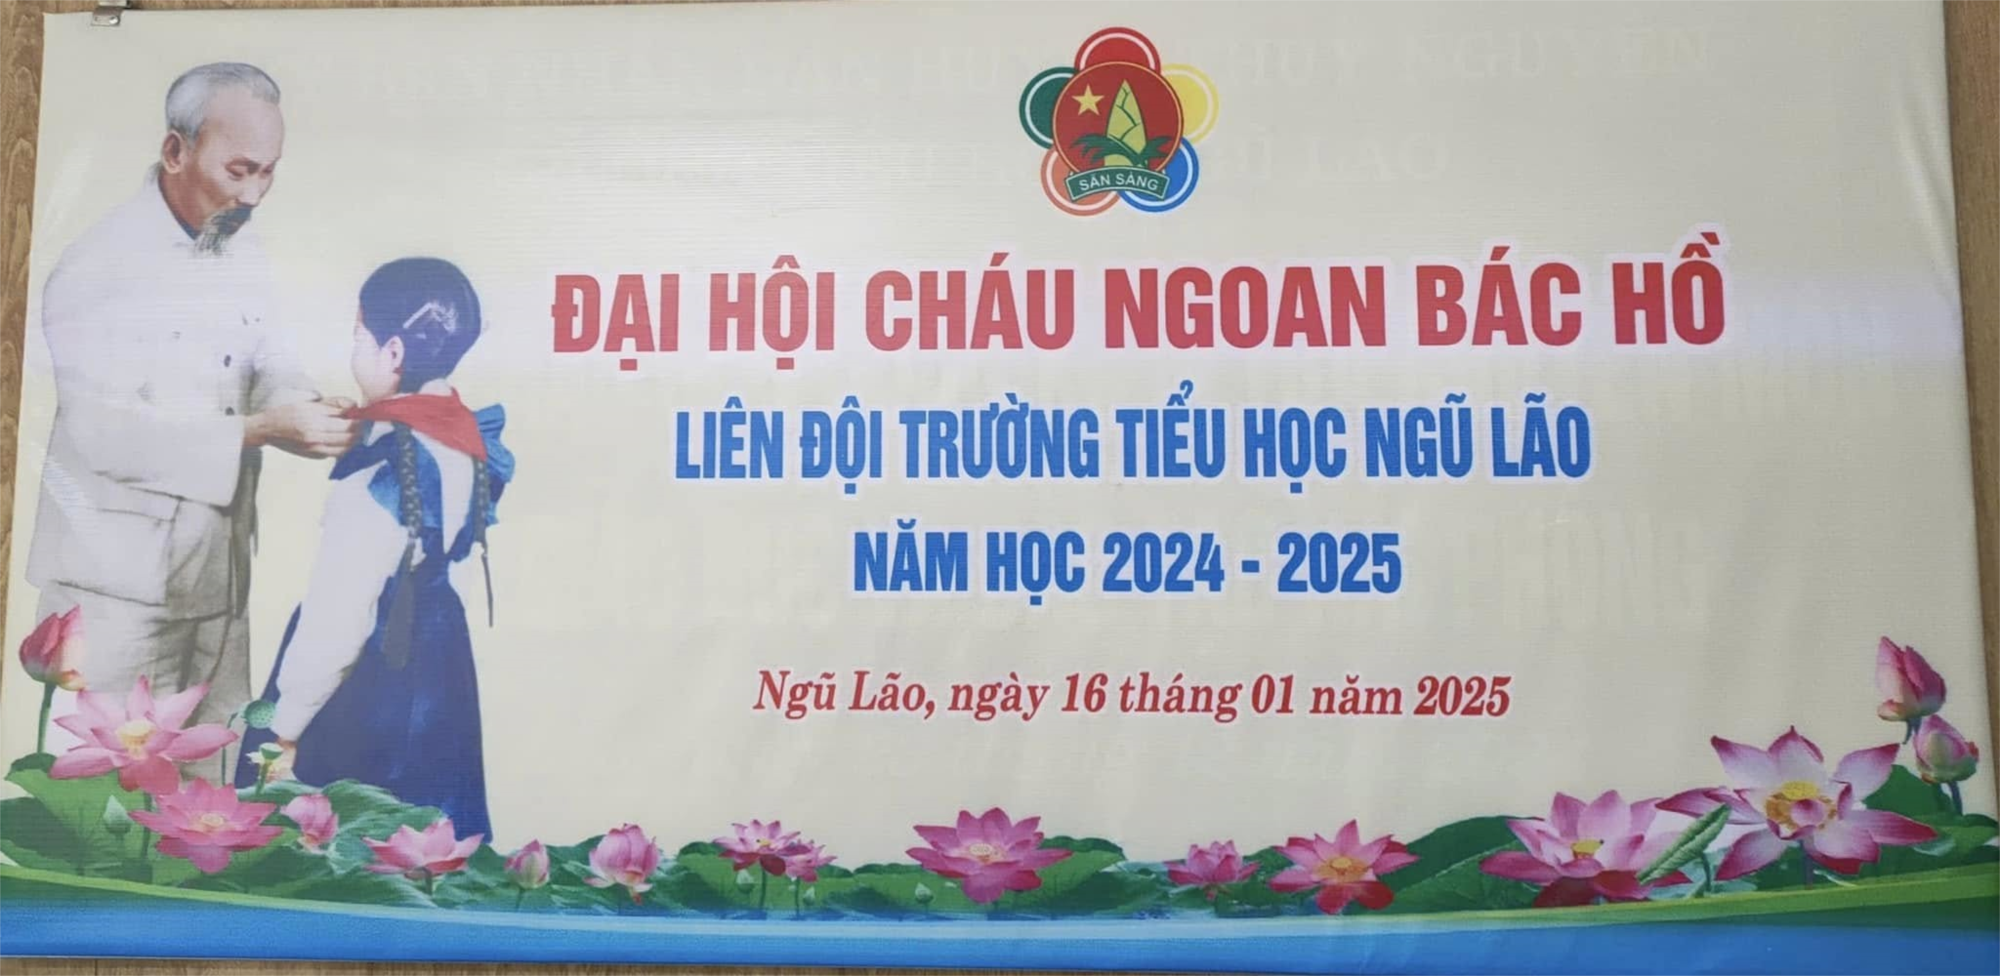 SẴN SÀNG
ĐẠI HỘI CHÁU NGOAN BÁC HỒ
LIÊN ĐỘI TRƯỜNG TIỂU HỌC NGŨ LÃO
NĂM HỌC 2024 - 2025
Ngũ Lão, ngày 16 tháng 01 năm 2025